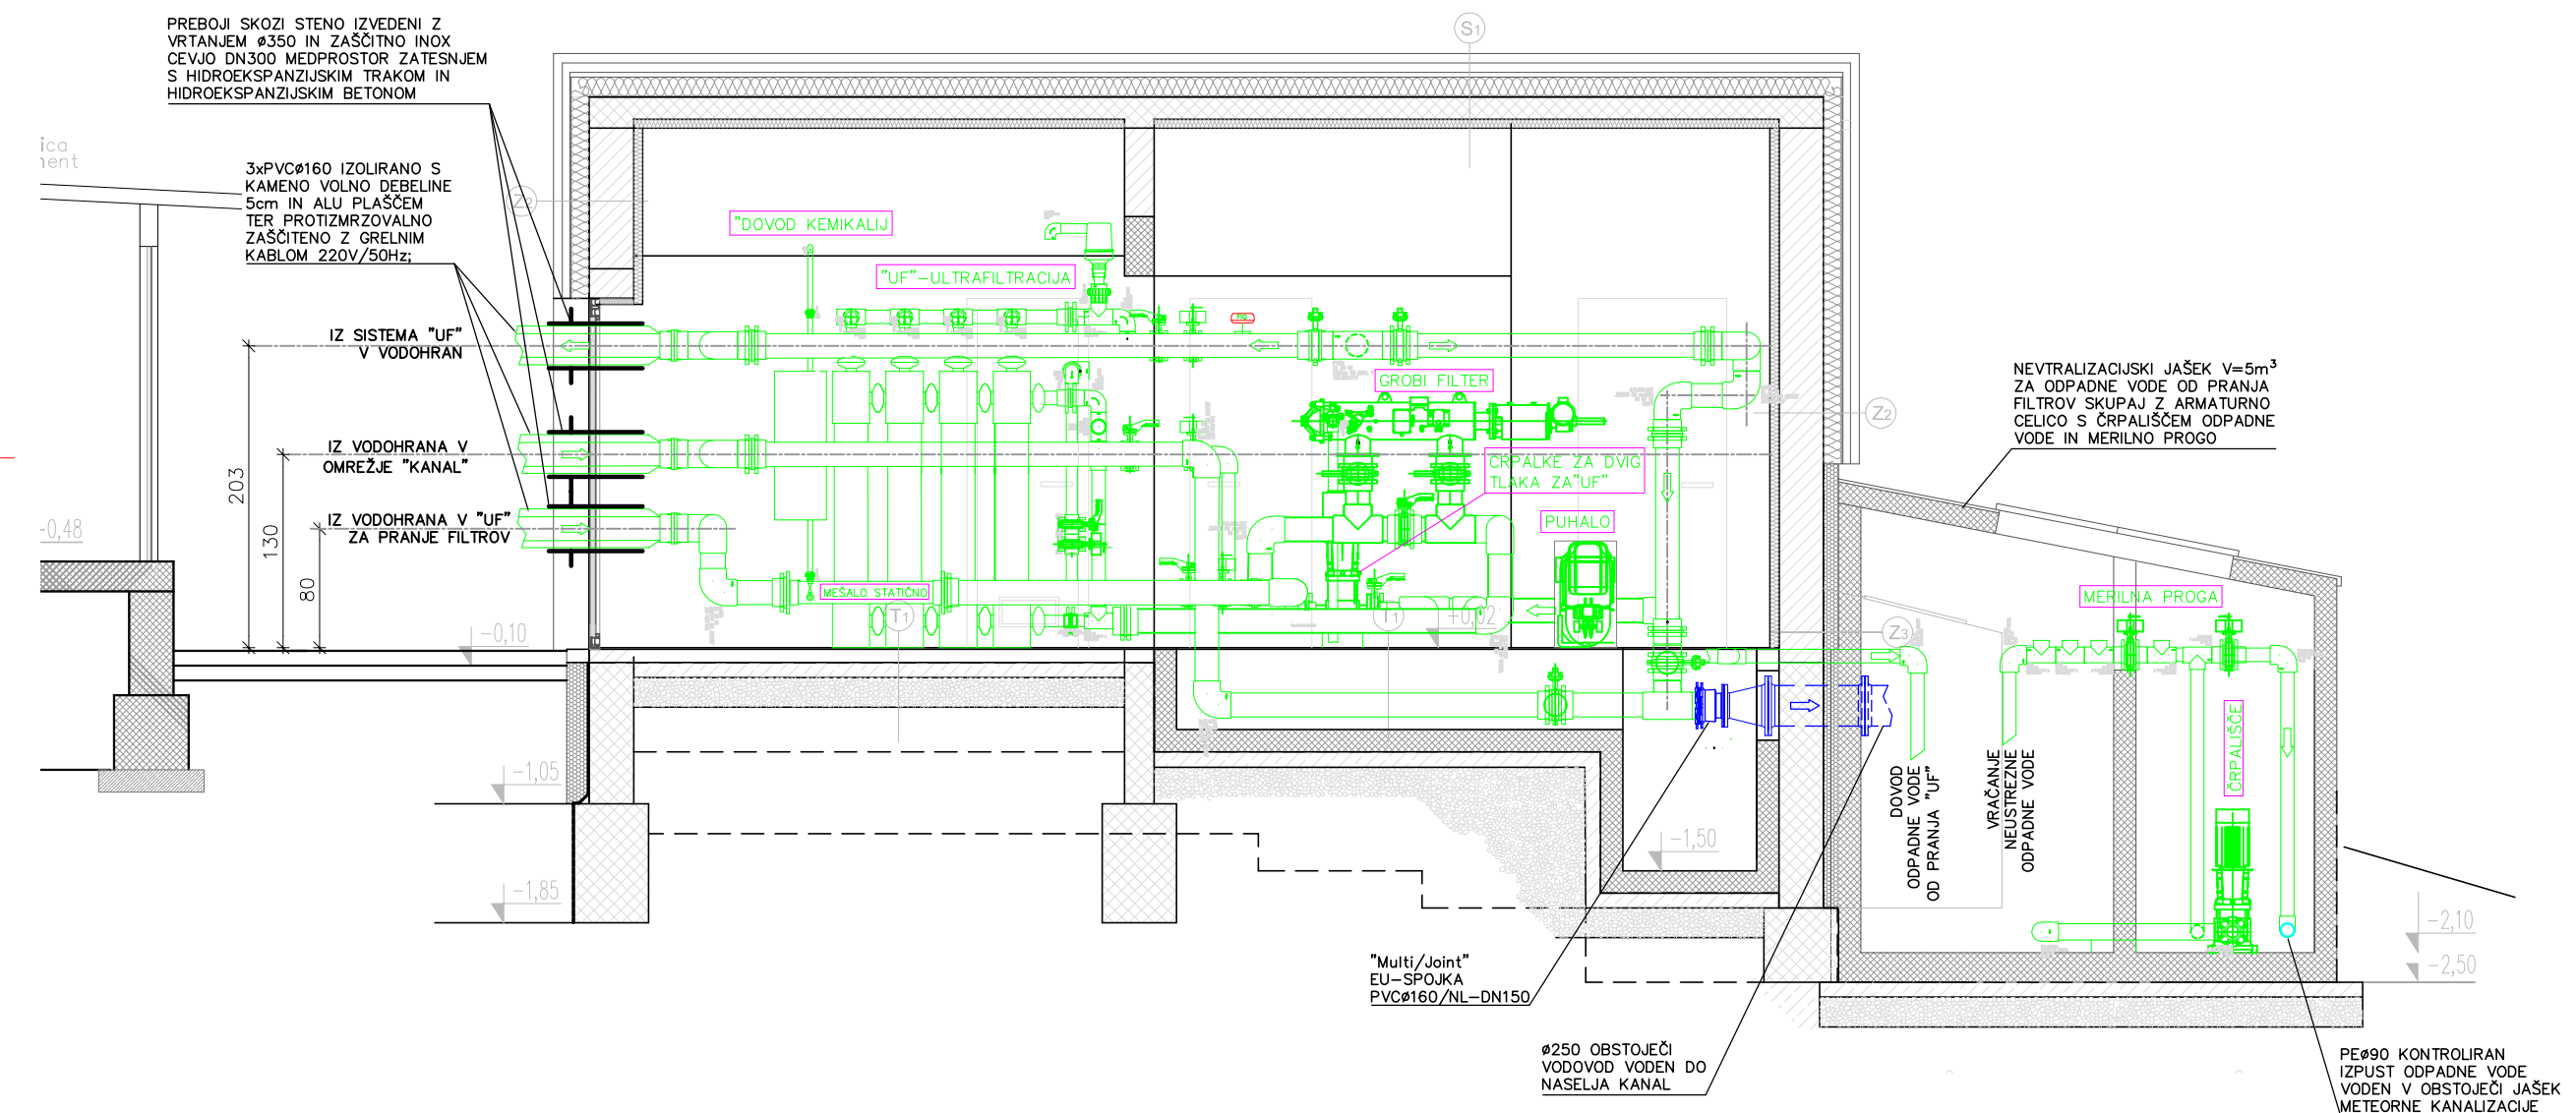 PREBOJI SKOZI STENO IZVEDENI Z
VRTANJEM ø350 IN ZAŠČITNO INOX
CEVJO DN300 MEDPROSTOR ZATESNJEM
S HIDROEKSPANZIJSKIM TRAKOM IN
HIDROEKSPANZIJSKIM BETONOM
3xPVCø160 IZOLIRANO S
KAMENO VOLNO DEBELINE
5cm IN ALU PLAŠČEM
TER PROTIZMRZOVALNO
ZAŠČITENO Z GRELNIM
KABLOM 220V/50Hz;
IZ SISTEMA "UF"
V VODOHRAN
IZ VODOHRANA V
OMREŽJE "KANAL"
IZ VODOHRANA V "UF"
ZA PRANJE FILTROV
203
130
80
-0,48
-0,10
-1,05
-1,85
S1
Z2
"DOVOD KEMIKALIJ
"UF"-ULTRAFILTRACIJA
GROBI FILTER
ČRPALKE ZA DVIG
TLAKA ZA"UF"
PUHALO
MEŠALO STATIČNO
T1
T1
+0,02
Z2
Z3
-1,50
NEVTRALIZACIJSKI JAŠEK V=5m³
ZA ODPADNE VODE OD PRANJA
FILTROV SKUPAJ Z ARMATURNO
CELICO S ČRPALIŠČEM ODPADNE
VODE IN MERILNO PROGO
MERILNA PROGA
ČRPALIŠČE
DOVOD
ODPADNE VODE
OD PRANJA "UF"
VRAČANJE
NEUSTREZNE
ODPADNE VODE
-2,10
-2,50
"Multi/Joint"
EU-SPOJKA
PVCø160/NL-DN150
ø250 OBSTOJEČI
VODOVOD VODEN DO
NASELJA KANAL
PEø90 KONTROLIRAN
IZPUST ODPADNE VODE
VODEN V OBSTOJEČI JAŠEK
METEORNE KANALIZACIJE